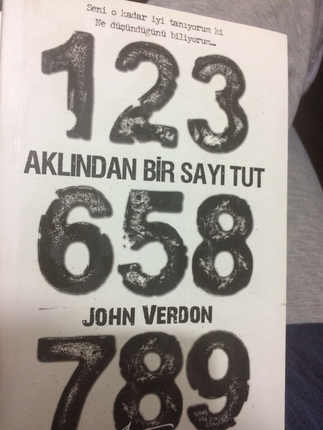 Seni o kadar iyi tanıyorum ki
Ne düşündüğünü biliyorum...
123
AKLINDAN BİR SAYI TUT
658
JOHN VERDON
789